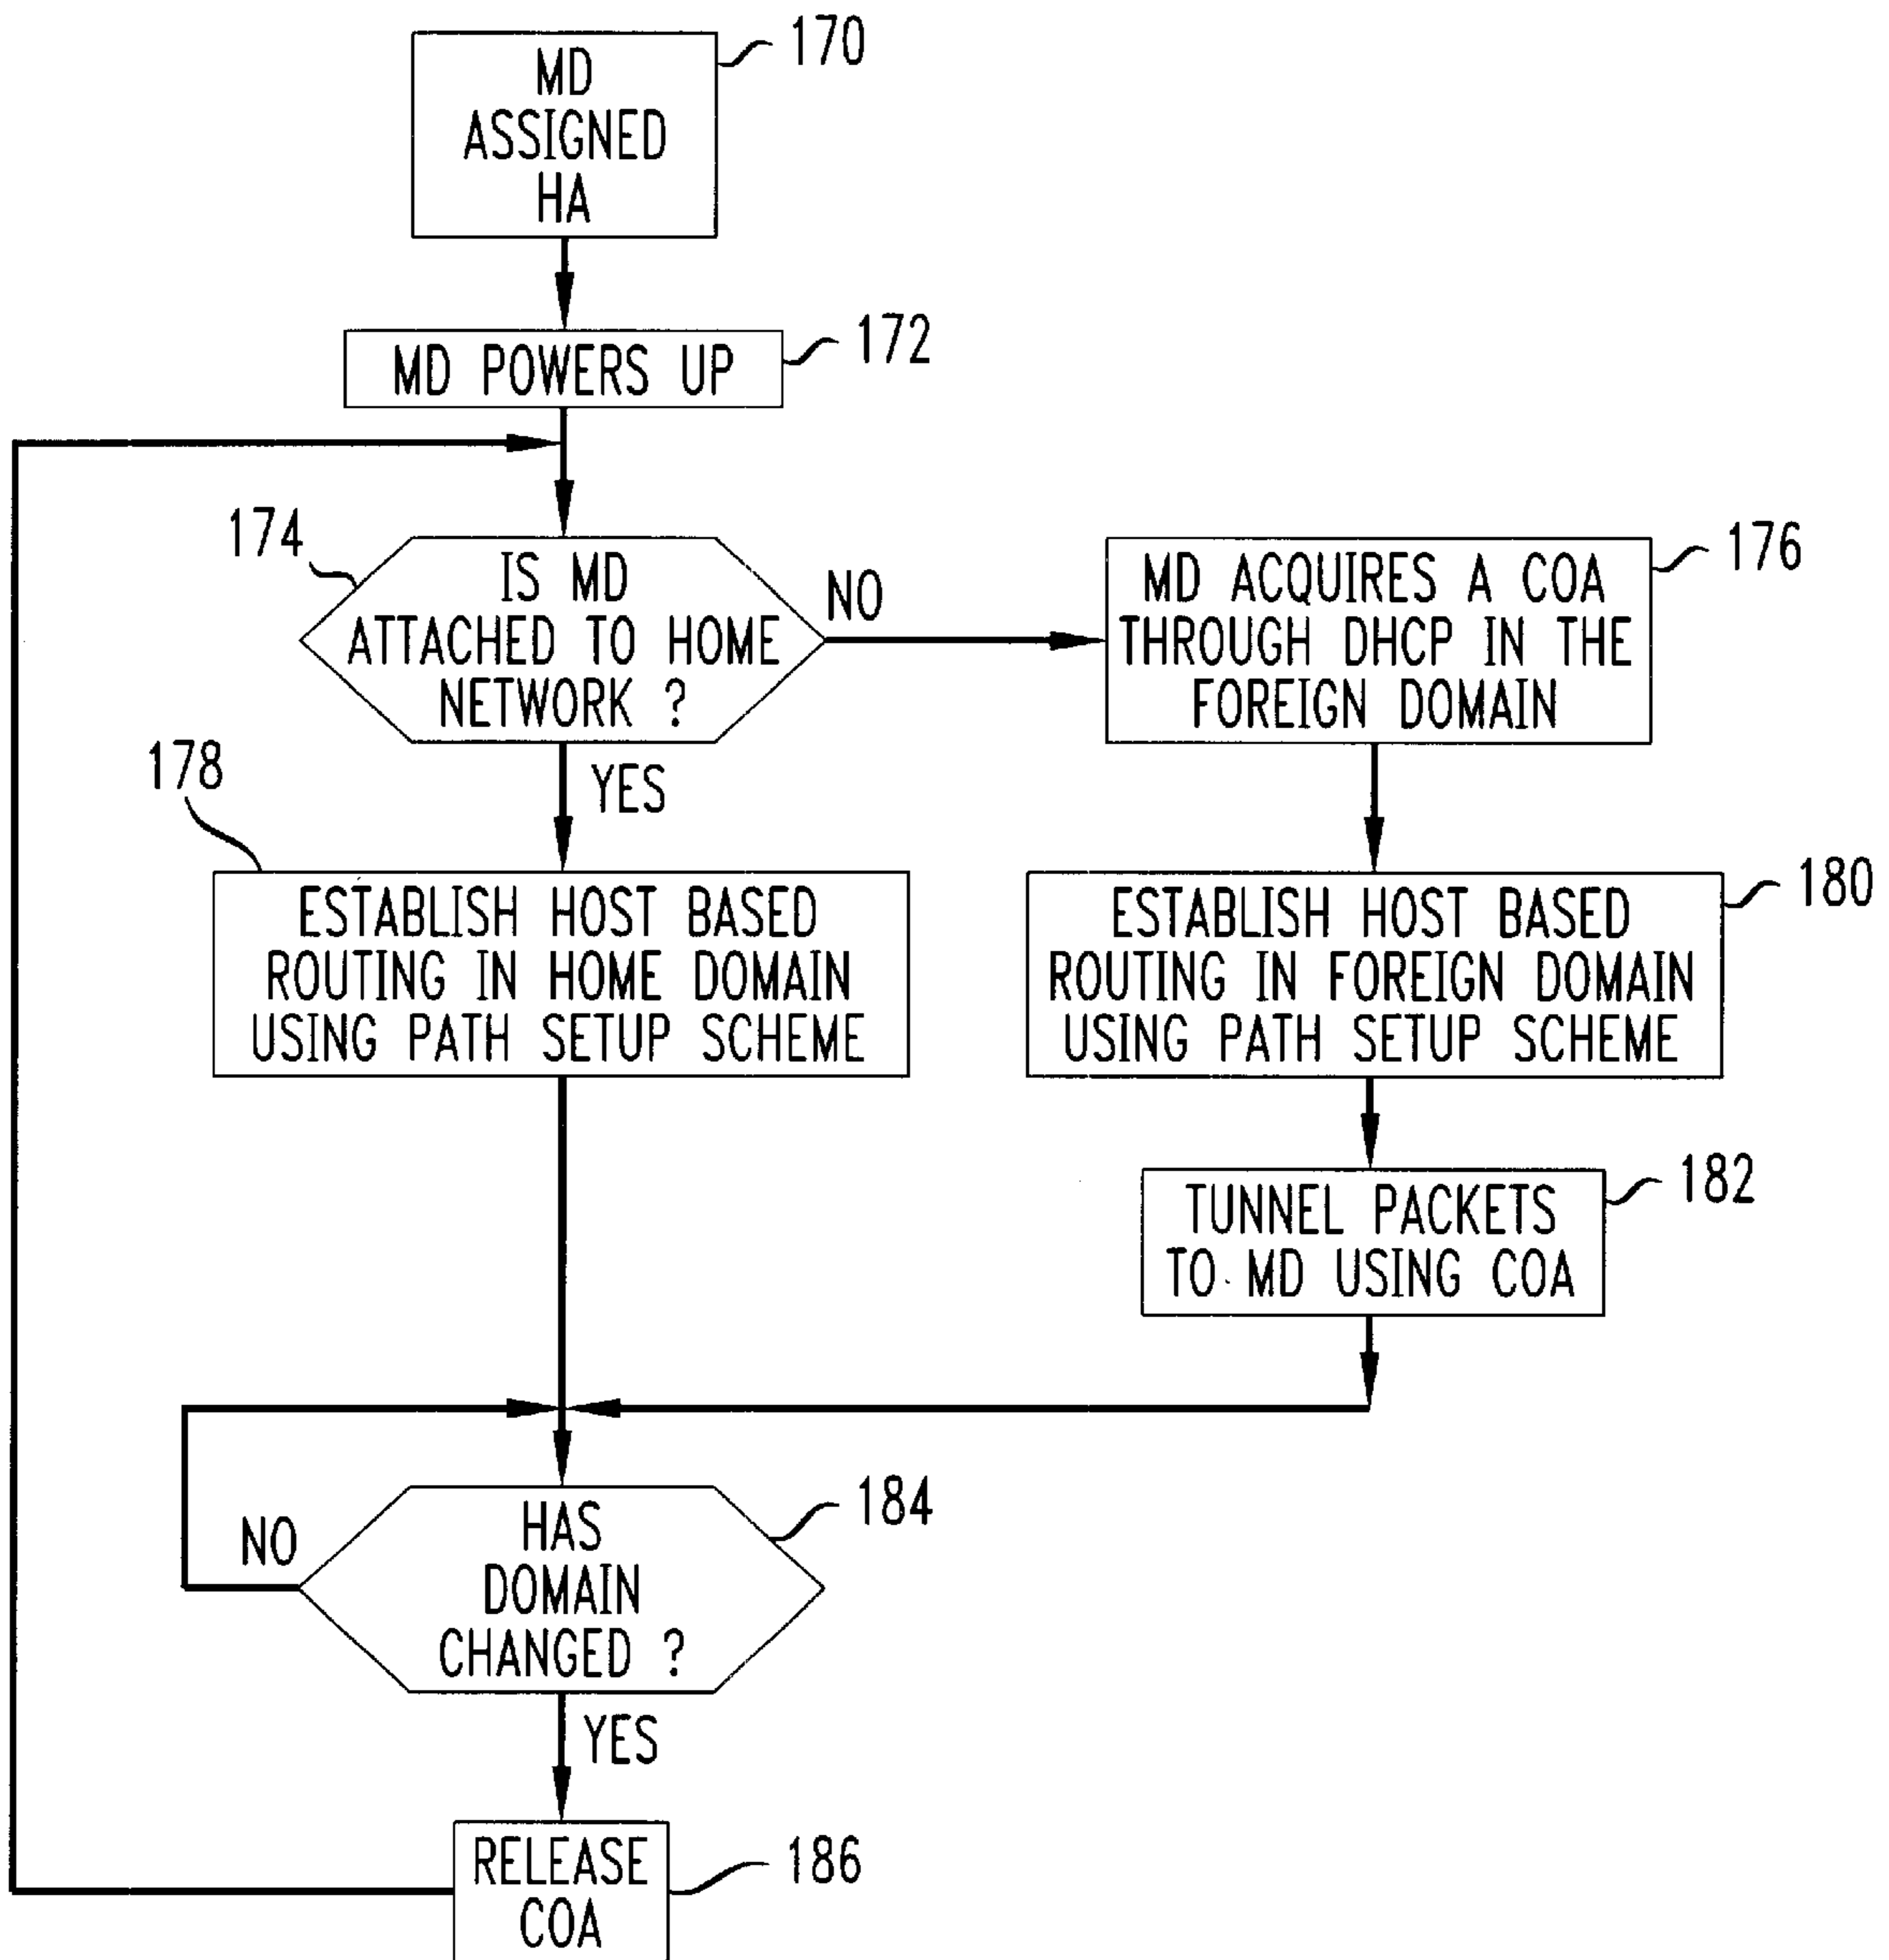 170
MD
ASSIGNED
HA
172
MD POWERS UP
174
IS MD
ATTACHED TO HOME
NETWORK ?
NO
176
MD ACQUIRES A COA
THROUGH DHCP IN THE
FOREIGN DOMAIN
YES
178
ESTABLISH HOST BASED
ROUTING IN HOME DOMAIN
USING PATH SETUP SCHEME
180
ESTABLISH HOST BASED
ROUTING IN FOREIGN DOMAIN
USING PATH SETUP SCHEME
182
TUNNEL PACKETS
TO MD USING COA
184
HAS
DOMAIN
CHANGED ?
NO
YES
186
RELEASE
COA